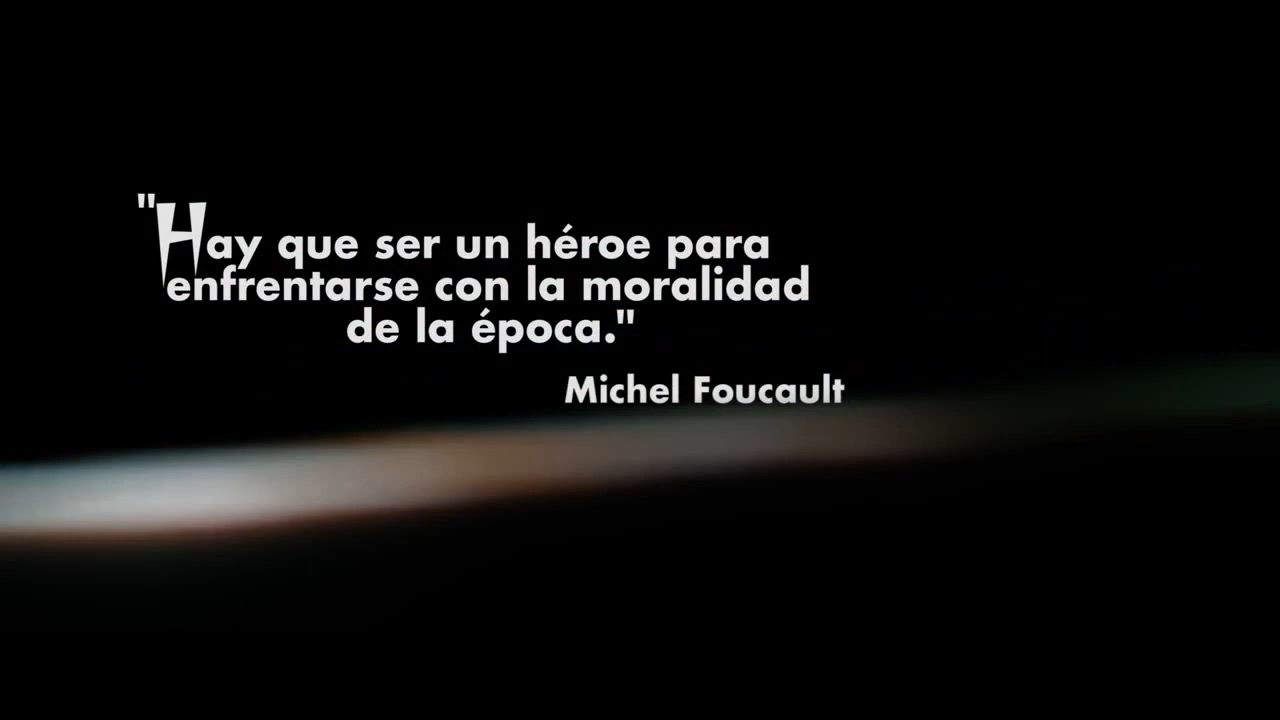 "Hay que ser un héroe para
enfrentarse con la moralidad
de la época."
Michel Foucault